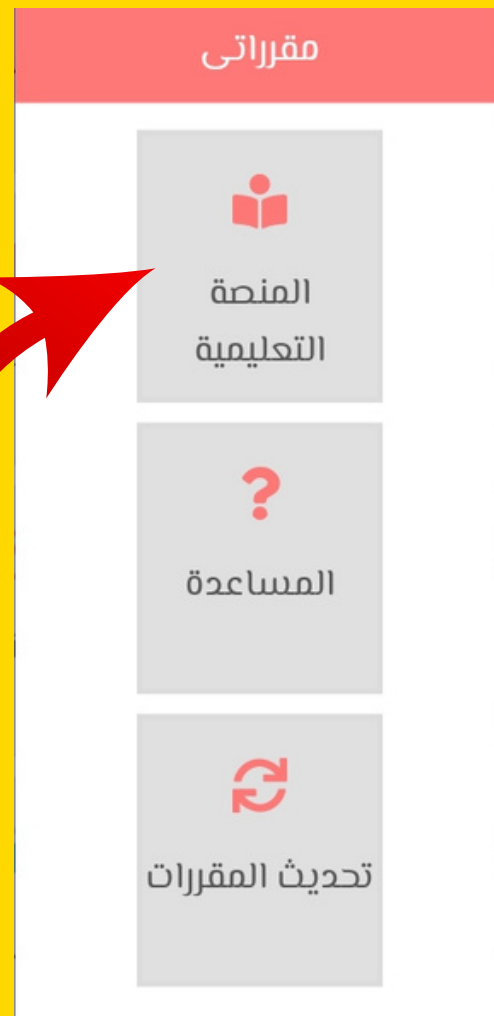 مقرراتى
المنصة
التعليمية
المساعدة
تحديث المقررات